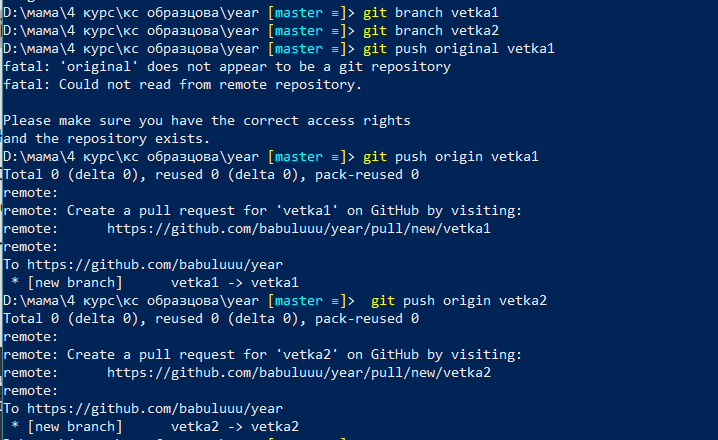 D:\мама\4 курс\кс образцова\year [master ≡]> git branch vetka1
D:\мама\4 курс\кс образцова\year [master ≡]> git branch vetka2
D:\мама\4 курс\кс образцова\year [master ≡]> git push original vetka1
fatal: 'original' does not appear to be a git repository
fatal: Could not read from remote repository.

Please make sure you have the correct access rights
and the repository exists.
D:\мама\4 курс\кс образцова\year [master ≡]> git push origin vetka1
Total 0 (delta 0), reused 0 (delta 0), pack-reused 0
remote:
remote: Create a pull request for 'vetka1' on GitHub by visiting:
remote:      https://github.com/babuluuu/year/pull/new/vetka1
remote:
To https://github.com/babuluuu/year
 * [new branch]      vetka1 -> vetka1
D:\мама\4 курс\кс образцова\year [master ≡]>  git push origin vetka2
Total 0 (delta 0), reused 0 (delta 0), pack-reused 0
remote:
remote: Create a pull request for 'vetka2' on GitHub by visiting:
remote:      https://github.com/babuluuu/year/pull/new/vetka2
remote:
To https://github.com/babuluuu/year
 * [new branch]      vetka2 -> vetka2